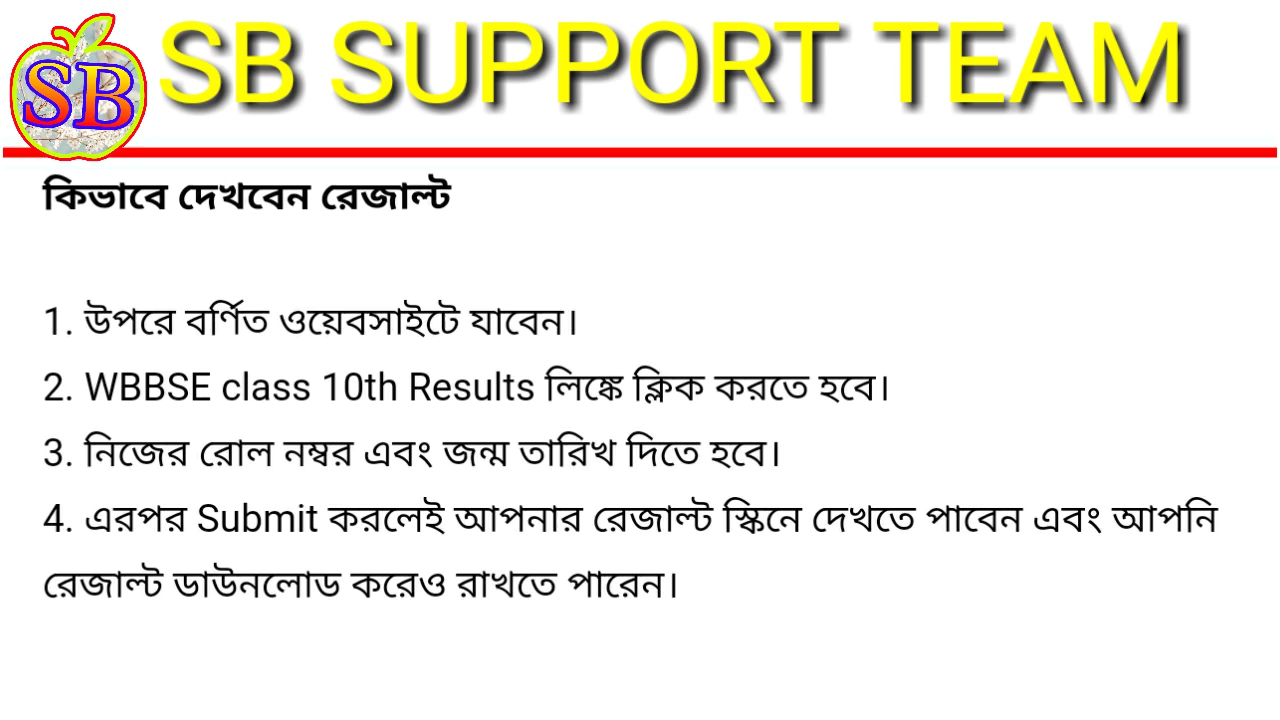 SB SUPPORT TEAM
SB
কিভাবে দেখবেন রেজাল্ট
1. উপরে বর্ণিত ওয়েবসাইটে যাবেন।
2. WBBSE class 10th Results লিঙ্কে ক্লিক করতে হবে।
3. নিজের রোল নম্বর এবং জন্ম তারিখ দিতে হবে।
4. এরপর Submit করলেই আপনার রেজাল্ট স্কিনে দেখতে পাবেন এবং আপনি
রেজাল্ট ডাউনলোড করেও রাখতে পারেন।